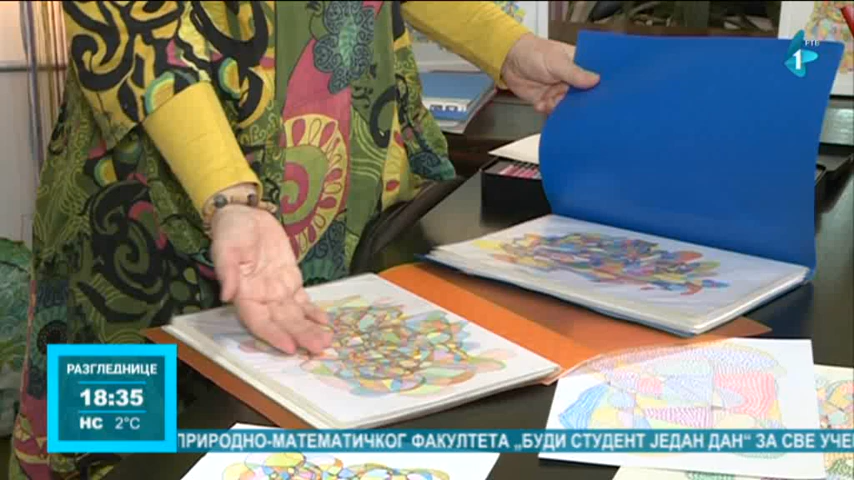 РТВ
1
РАЗГЛЕДНИЦЕ
18:35
НС 2°C
ПРИРОДНО-МАТЕМАТИЧКОГ ФАКУЛТЕТА „БУДИ СТУДЕНТ ЈЕДАН ДАН“ ЗА СВЕ УЧЕ